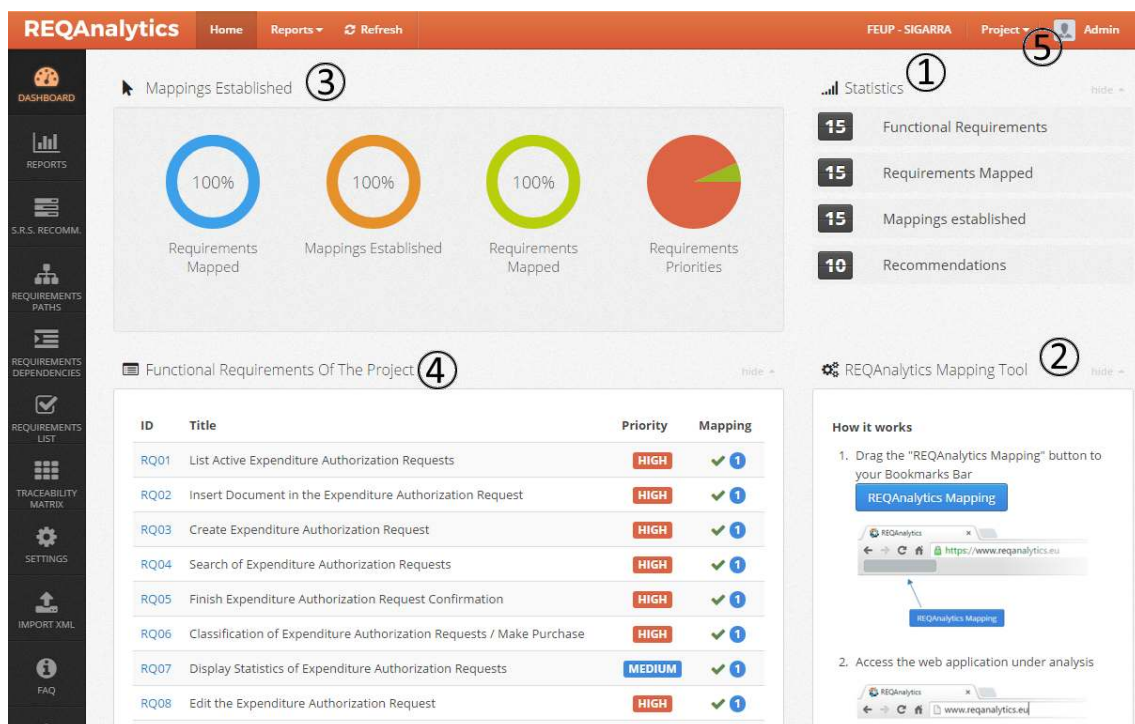 REQAnalytics Home Reports Refresh FEUP - SIGARRA Project Admin
5
DASHBOARD
REPORTS
S.R.S. RECOMM.
REQUIREMENTS
PATHS
REQUIREMENTS
DEPENDENCIES
REQUIREMENTS
LIST
TRACEABILITY
MATRIX
SETTINGS
IMPORT XML
FAQ
Mappings Established 3
100%
Requirements
Mapped
100%
Mappings Established
100%
Requirements
Mapped
Requirements
Priorities
Statistics 1 hide
15 Functional Requirements
15 Requirements Mapped
15 Mappings established
10 Recommendations
Functional Requirements Of The Project 4 hide
ID Title Priority Mapping
RQ01 List Active Expenditure Authorization Requests HIGH 1
RQ02 Insert Document in the Expenditure Authorization Request HIGH 1
RQ03 Create Expenditure Authorization Request HIGH 1
RQ04 Search of Expenditure Authorization Requests HIGH 1
RQ05 Finish Expenditure Authorization Request Confirmation HIGH 1
RQ06 Classification of Expenditure Authorization Requests / Make Purchase HIGH 1
RQ07 Display Statistics of Expenditure Authorization Requests MEDIUM 1
RQ08 Edit the Expenditure Authorization Request HIGH 1
REQAnalytics Mapping Tool 2 hide
How it works
1. Drag the "REQAnalytics Mapping" button to
your Bookmarks Bar
REQAnalytics Mapping
REQAnalytics x
https://www.reqanalytics.eu
REQAnalytics Mapping
2. Access the web application under analysis
REQAnalytics x
www.reqanalytics.eu